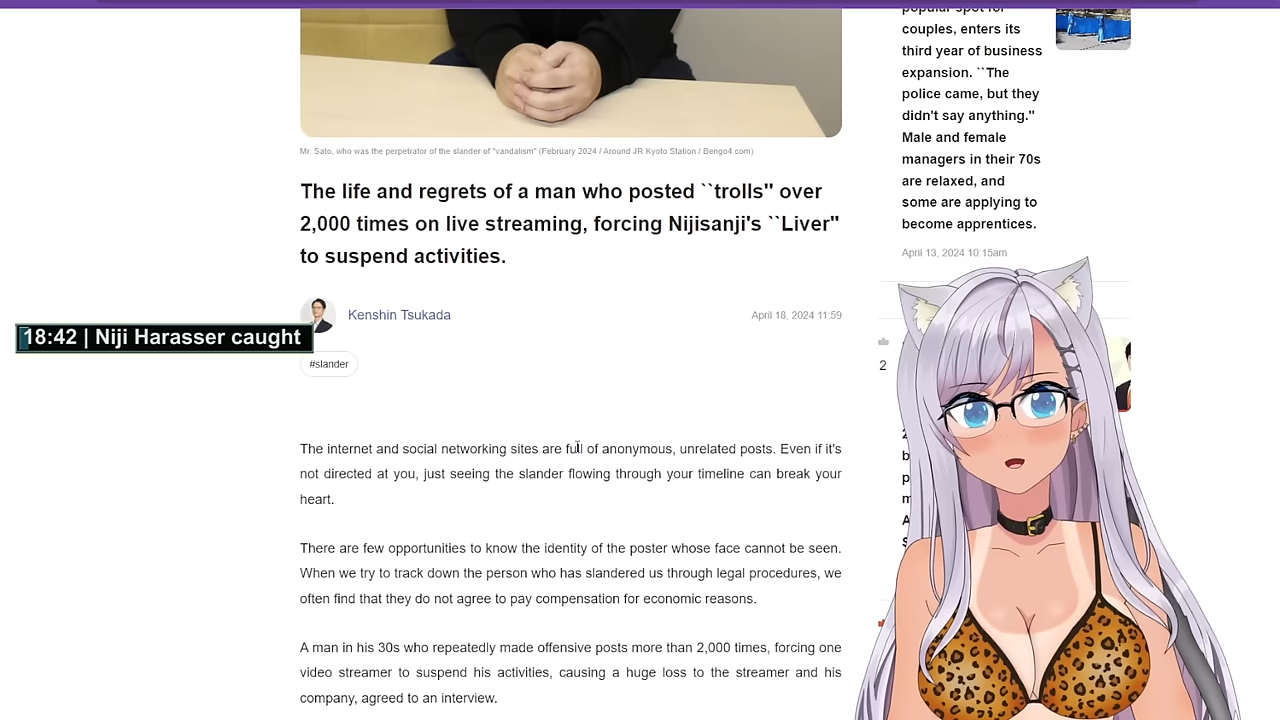 Mr. Sato, who was the perpetrator of the slander of "vandalism" (February 2024 / Around JR Kyoto Station / Bengo4.com)
The life and regrets of a man who posted ``trolls'' over
2,000 times on live streaming, forcing Nijisanji's ``Liver''
to suspend activities.
Kenshin Tsukada
April 18, 2024 11:59
18:42 | Niji Harasser caught
#slander
The internet and social networking sites are full of anonymous, unrelated posts. Even if it's
not directed at you, just seeing the slander flowing through your timeline can break your
heart.
There are few opportunities to know the identity of the poster whose face cannot be seen.
When we try to track down the person who has slandered us through legal procedures, we
often find that they do not agree to pay compensation for economic reasons.
A man in his 30s who repeatedly made offensive posts more than 2,000 times, forcing one
video streamer to suspend his activities, causing a huge loss to the streamer and his
company, agreed to an interview.
popular spot for
couples, enters its
third year of business
expansion. ``The
police came, but they
didn't say anything.''
Male and female
managers in their 70s
are relaxed, and
some are applying to
become apprentices.
April 13, 2024 10:15am
2